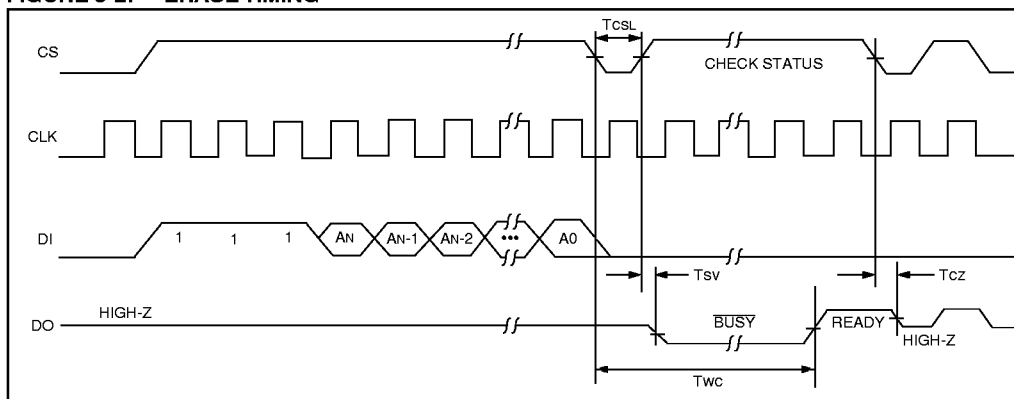 FIGURE 3-2: ERASE TIMING
TCSL
CS
CHECK STATUS
CLK
DI
1 1 1 AN AN-1 AN-2 ••• A0
TSV
TCZ
HIGH-Z
DO
BUSY
READY
HIGH-Z
TWC